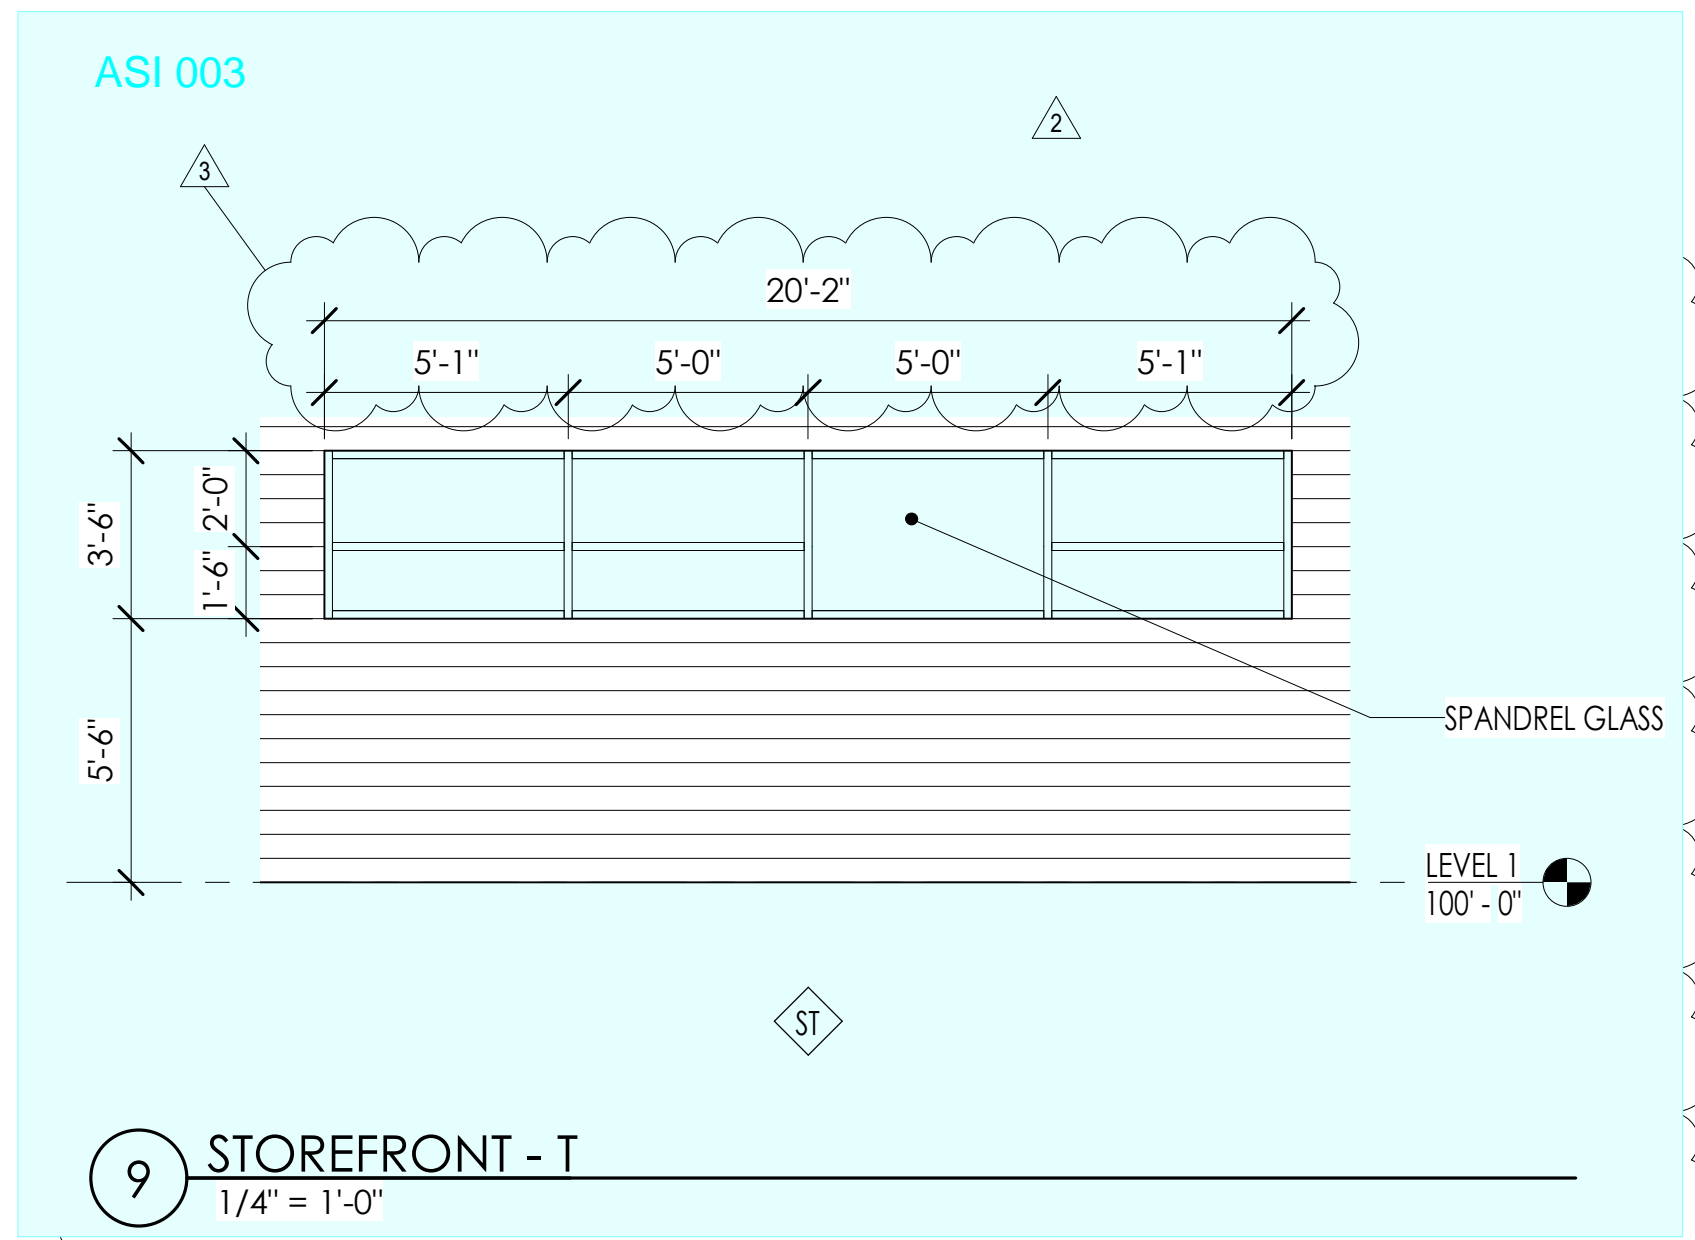 ASI 003
2
3
20'-2"
5'-1" 5'-0" 5'-0" 5'-1"
3'-6"
2'-0"
1'-6"
5'-6"
SPANDREL GLASS
LEVEL 1
100' - 0"
ST
9 STOREFRONT - T
1/4" = 1'-0"